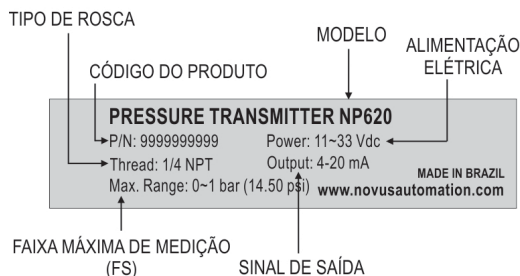 TIPO DE ROSCA
MODELO
ALIMENTAÇÃO
ELÉTRICA
CÓDIGO DO PRODUTO
PRESSURE TRANSMITTER NP620
P/N: 9999999999 Power: 11~33 Vdc
Thread: 1/4 NPT Output: 4-20 mA
MADE IN BRAZIL
Max. Range: 0~1 bar (14.50 psi) www.novusautomation.com
FAIXA MÁXIMA DE MEDIÇÃO
(FS)
SINAL DE SAÍDA